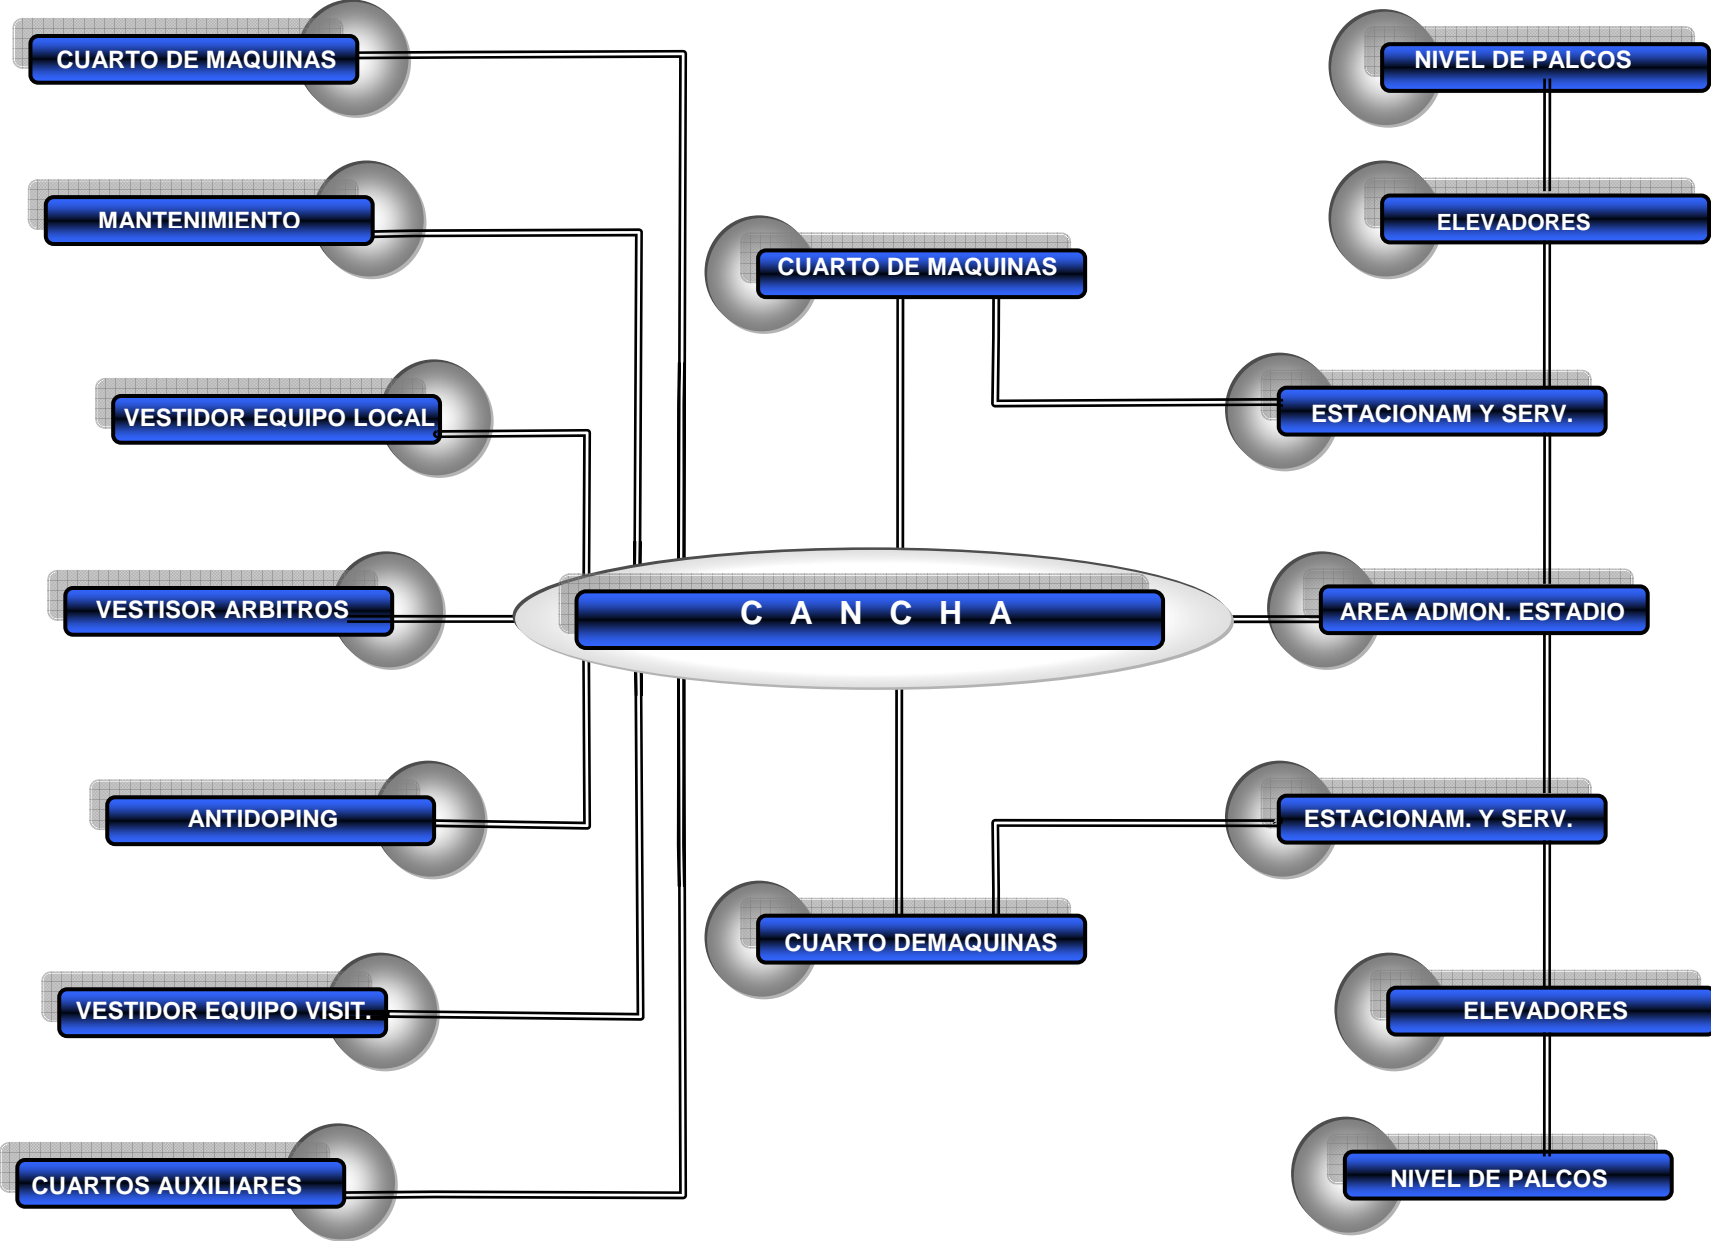 CUARTO DE MAQUINAS
NIVEL DE PALCOS
MANTENIMIENTO
ELEVADORES
CUARTO DE MAQUINAS
VESTIDOR EQUIPO LOCAL
ESTACIONAM Y SERV.
VESTISOR ARBITROS
C A N C H A
AREA ADMON. ESTADIO
ANTIDOPING
ESTACIONAM. Y SERV.
CUARTO DEMAQUINAS
VESTIDOR EQUIPO VISIT.
ELEVADORES
CUARTOS AUXILIARES
NIVEL DE PALCOS